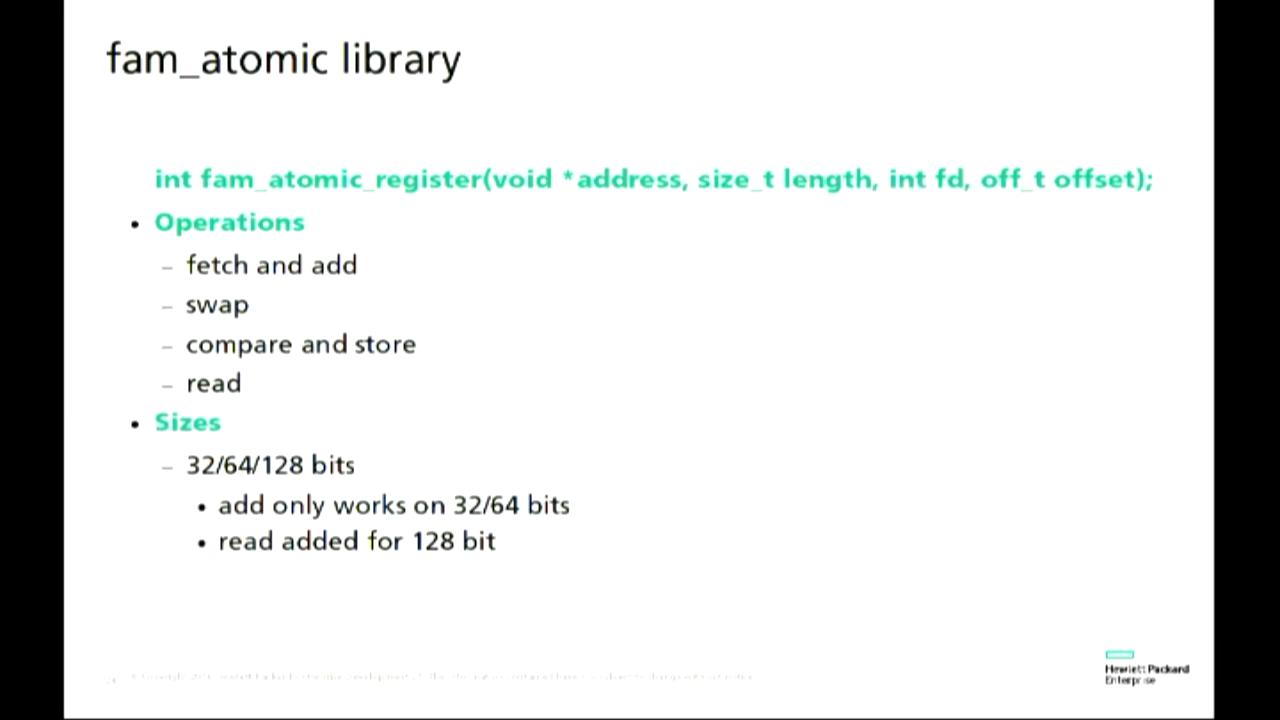 fam_atomic library
int fam_atomic_register(void *address, size_t length, int fd, off_t offset);
• Operations
– fetch and add
– swap
– compare and store
– read
• Sizes
– 32/64/128 bits
• add only works on 32/64 bits
• read added for 128 bit
Hewlett Packard
Enterprise